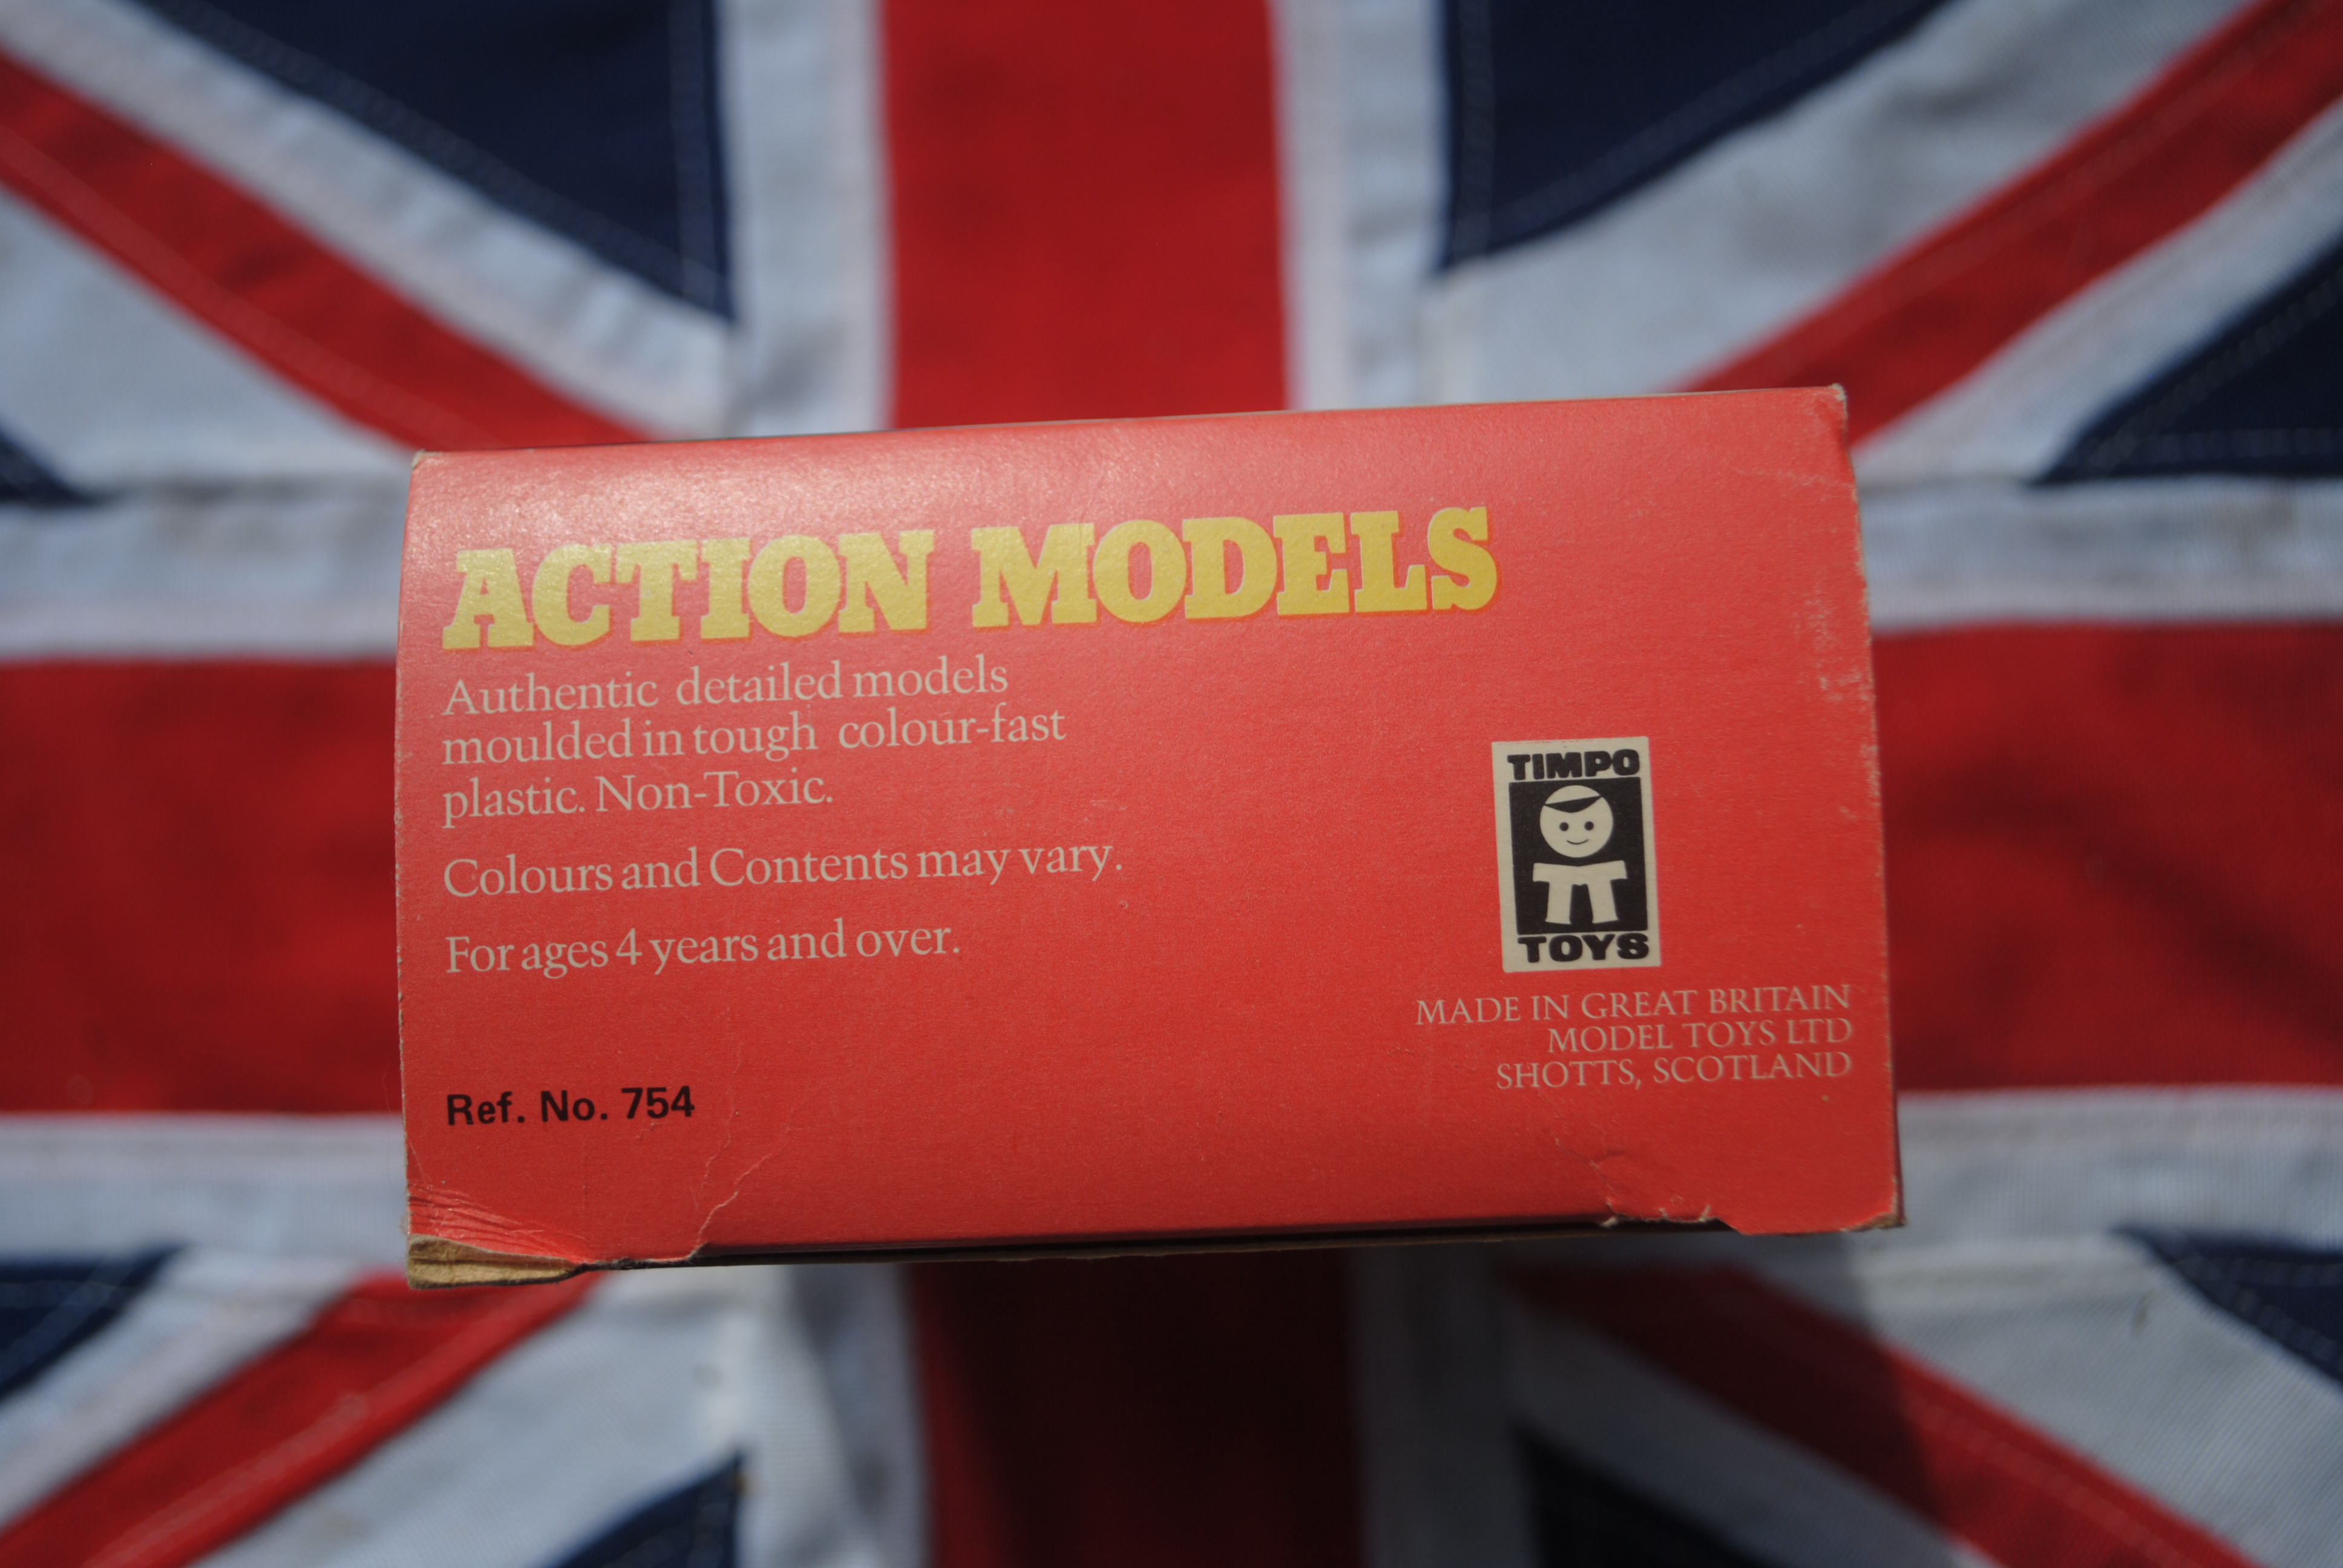 ACTION MODELS
Authentic detailed models
moulded in tough colour-fast
plastic. Non-Toxic.
Colours and Contents may vary.
For ages 4 years and over.
Ref. No. 754
TIMPO
TOYS
MADE IN GREAT BRITAIN
MODEL TOYS LTD
SHOTTS, SCOTLAND